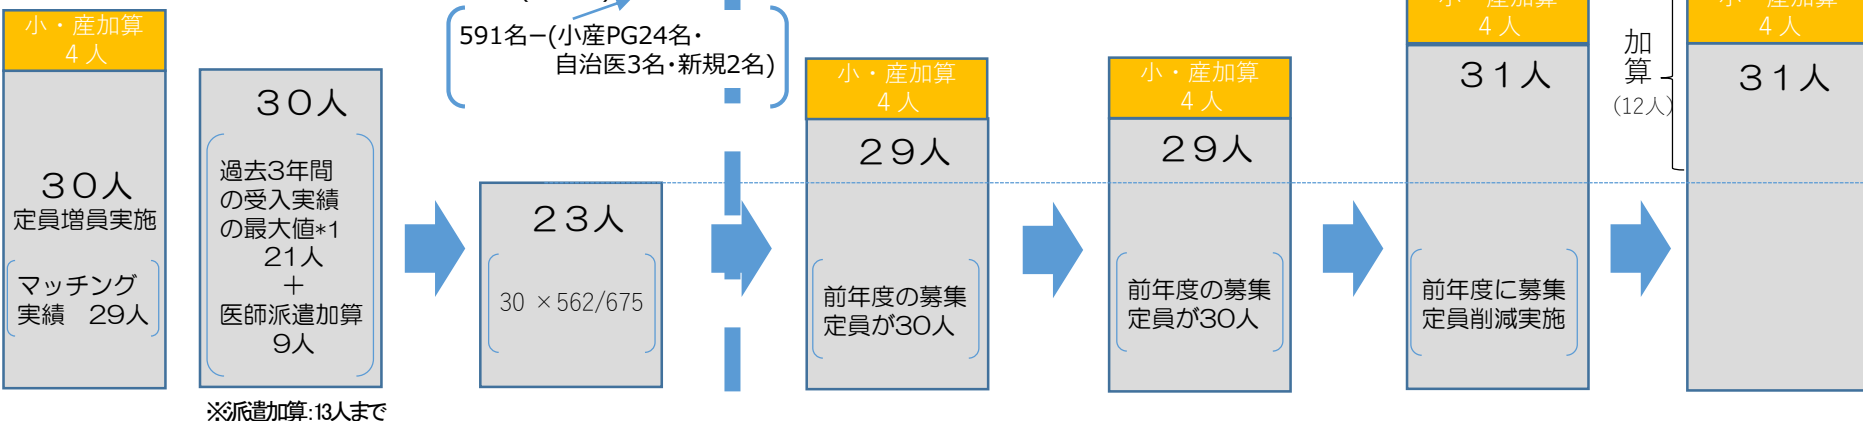 小・産加算
4人
30人
定員増員実施
マッチング
実績 29人
30人
過去3年間
の受入実績
の最大値*1
21人
＋
医師派遣加算
9人
※派遣加算:13人まで
591名−(小産PG24名・
自治医3名・新規2名)
23人
30 ×562/675
小・産加算
4人
29人
前年度の募集
定員が30人
小・産加算
4人
29人
前年度の募集
定員が30人
小・産加算
4人
31人
前年度に募集
定員削減実施
加
算
(12人)
小・産加算
4人
31人